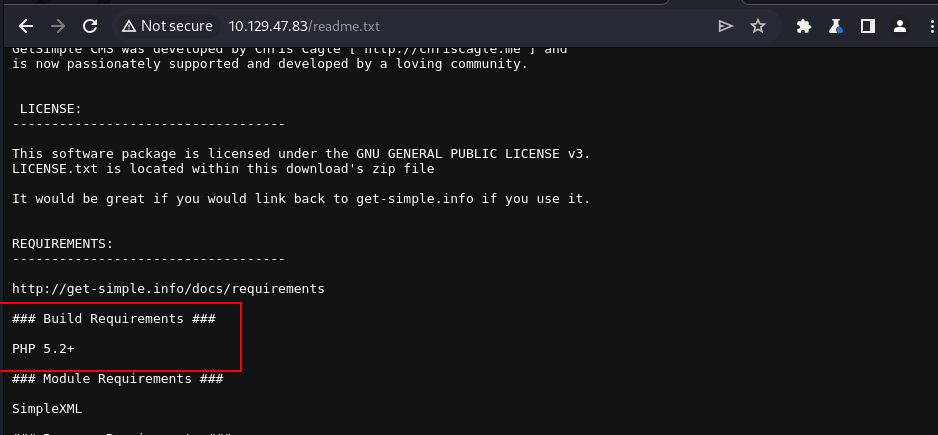 Not secure 10.129.47.83/readme.txt
GetSimple CMS was developed by Chris Cagle [ http://chriscagle.me ] and
is now passionately supported and developed by a loving community.
LICENSE:
-----------------------------------
This software package is licensed under the GNU GENERAL PUBLIC LICENSE v3.
LICENSE.txt is located within this download's zip file
It would be great if you would link back to get-simple.info if you use it.
REQUIREMENTS:
-----------------------------------
http://get-simple.info/docs/requirements
### Build Requirements ###
PHP 5.2+
### Module Requirements ###
SimpleXML